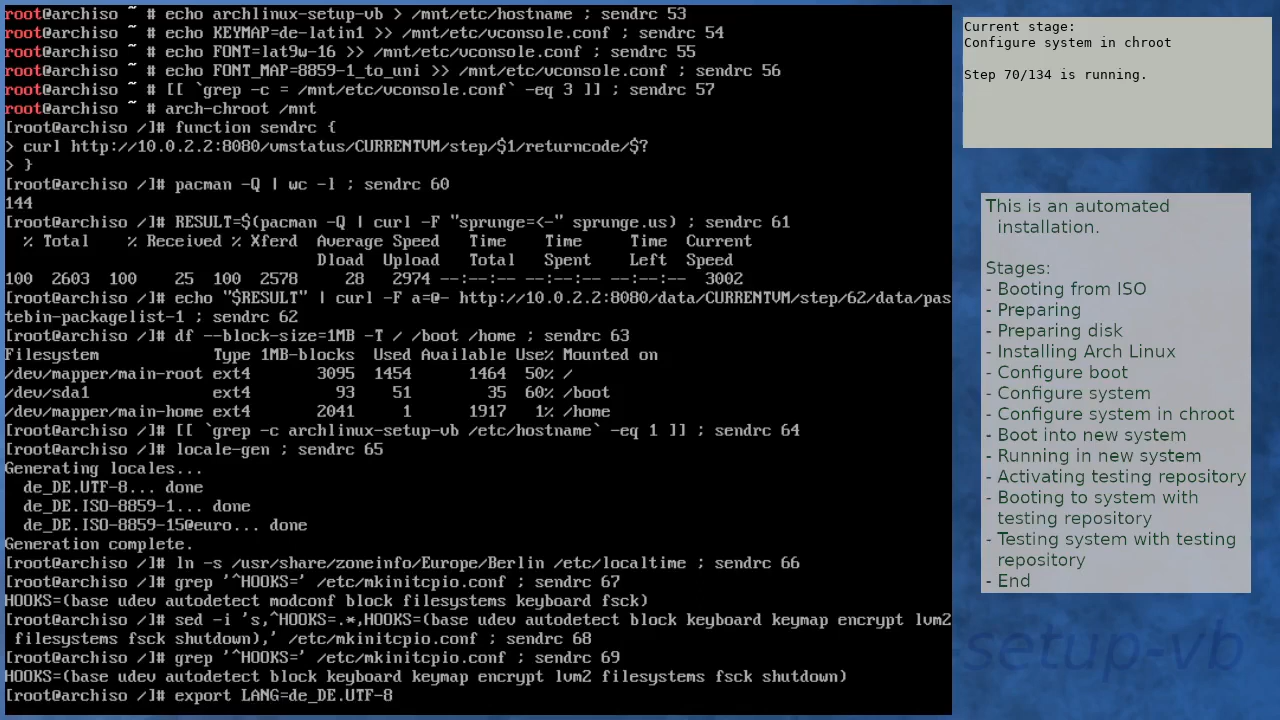 root@archiso ~ # echo archlinux-setup-vb > /mnt/etc/hostname ; sendrc 53
root@archiso ~ # echo KEYMAP=de-latin1 >> /mnt/etc/vconsole.conf ; sendrc 54
root@archiso ~ # echo FONT=lat9w-16 >> /mnt/etc/vconsole.conf ; sendrc 55
root@archiso ~ # echo FONT_MAP=8859-1_to_uni >> /mnt/etc/vconsole.conf ; sendrc 56
root@archiso ~ # [[ `grep -c = /mnt/etc/vconsole.conf` -eq 3 ]] ; sendrc 57
root@archiso ~ # arch-chroot /mnt
[root@archiso /]# function sendrc {
> curl http://10.0.2.2:8080/vmstatus/CURRENTVM/step/$1/returncode/$?
> }
[root@archiso /]# pacman -Q | wc -l ; sendrc 60
144
[root@archiso /]# RESULT=$(pacman -Q | curl -F "sprunge=<-" sprunge.us) ; sendrc 61
% Total    % Received % Xferd  Average Speed   Time    Time     Time  Current
Dload  Upload   Total   Spent    Left  Speed
100  2603  100    25  100  2578     28   2974 --:--:-- --:--:-- --:--:--  3002
[root@archiso /]# echo "$RESULT" | curl -F a=@- http://10.0.2.2:8080/data/CURRENTVM/step/62/data/pas
tebin-packagelist-1 ; sendrc 62
[root@archiso /]# df --block-size=1MB -T / /boot /home ; sendrc 63
Filesystem            Type 1MB-blocks  Used Available Use% Mounted on
/dev/mapper/main-root ext4       3095  1454      1464  50% /
/dev/sda1             ext4         93    51        35  60% /boot
/dev/mapper/main-home ext4       2041     1      1917   1% /home
[root@archiso /]# [[ `grep -c archlinux-setup-vb /etc/hostname` -eq 1 ]] ; sendrc 64
[root@archiso /]# locale-gen ; sendrc 65
Generating locales...
de_DE.UTF-8... done
de_DE.ISO-8859-1... done
de_DE.ISO-8859-15@euro... done
Generation complete.
[root@archiso /]# ln -s /usr/share/zoneinfo/Europe/Berlin /etc/localtime ; sendrc 66
[root@archiso /]# grep '^HOOKS=' /etc/mkinitcpio.conf ; sendrc 67
HOOKS=(base udev autodetect modconf block filesystems keyboard fsck)
[root@archiso /]# sed -i 's,^HOOKS=.*,HOOKS=(base udev autodetect block keyboard keymap encrypt lvm2
filesystems fsck shutdown),' /etc/mkinitcpio.conf ; sendrc 68
[root@archiso /]# grep '^HOOKS=' /etc/mkinitcpio.conf ; sendrc 69
HOOKS=(base udev autodetect block keyboard keymap encrypt lvm2 filesystems fsck shutdown)
[root@archiso /]# export LANG=de_DE.UTF-8
Current stage:
Configure system in chroot
Step 70/134 is running.
This is an automated
installation.
Stages:
- Booting from ISO
- Preparing
- Preparing disk
- Installing Arch Linux
- Configure boot
- Configure system
- Configure system in chroot
- Boot into new system
- Running in new system
- Activating testing repository
- Booting to system with
testing repository
- Testing system with testing
repository
- End
-setup-vb